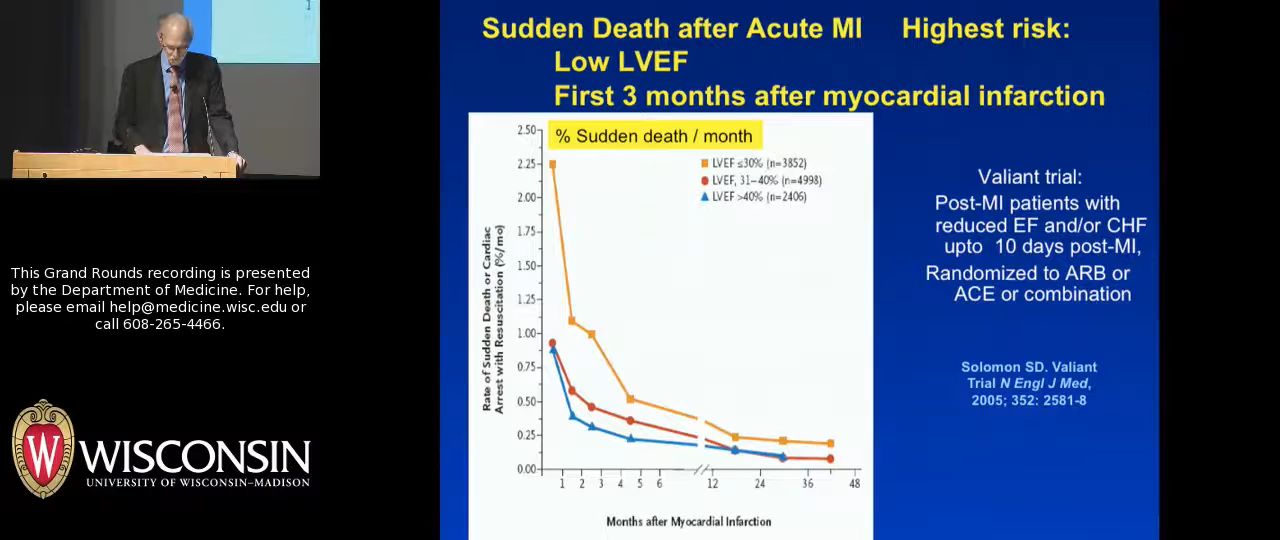 Sudden Death after Acute MI Highest risk:
Low LVEF
First 3 months after myocardial infarction
% Sudden death / month
2.50
2.25
2.00
1.75
1.50
1.25
1.00
0.75
0.50
0.25
0.00
Rate of Sudden Death or Cardiac
Arrest with Resuscitation (%/mo)
LVEF ≤30% (n=3852)
LVEF, 31–40% (n=4998)
LVEF >40% (n=2406)
1 2 3 4 5 6 12 24 36 48
Months after Myocardial Infarction
Valiant trial:
Post-MI patients with
reduced EF and/or CHF
upto 10 days post-MI,
Randomized to ARB or
ACE or combination
Solomon SD. Valiant
Trial N Engl J Med,
2005; 352: 2581-8
This Grand Rounds recording is presented
by the Department of Medicine. For help,
please email help@medicine.wisc.edu or
call 608-265-4466.
W
WISCONSIN
UNIVERSITY OF WISCONSIN–MADISON